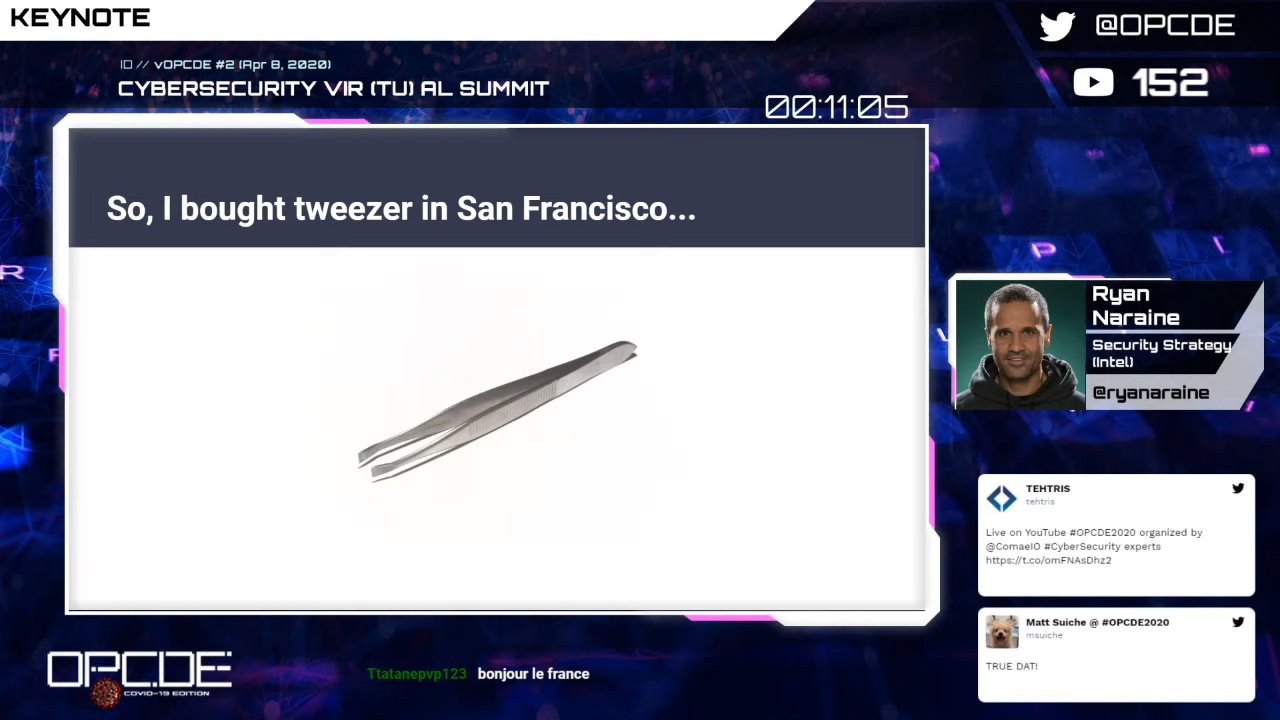 KEYNOTE
@OPCDE
ID // vOPCDE #2 (Apr 8, 2020)
CYBERSECURITY VIR (TU) AL SUMMIT
152
00:11:05
So, I bought tweezer in San Francisco...
R
P
Ryan
Naraine
Security Strategy
(Intel)
@ryanaraine
TEHTRIS
tehtris
Live on YouTube #OPCDE2020 organized by
@ComaeIO #CyberSecurity experts
https://t.co/omFNAsDhz2
Matt Suiche @ #OPCDE2020
msuiche
TRUE DAT!
OPCDE
COVID-19 EDITION
Ttatanepvp123 bonjour le france